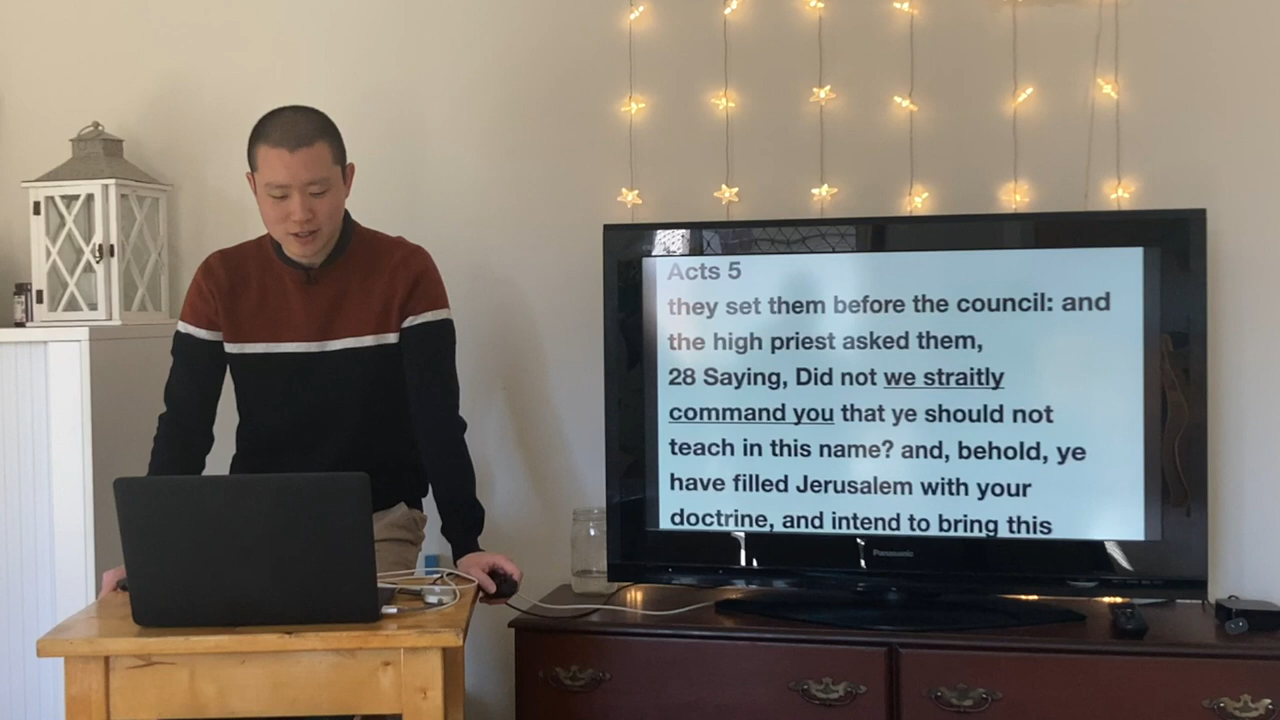 Acts 5
they set them before the council: and
the high priest asked them,
28 Saying, Did not we straitly
command you that ye should not
teach in this name? and, behold, ye
have filled Jerusalem with your
doctrine, and intend to bring this
Panasonic